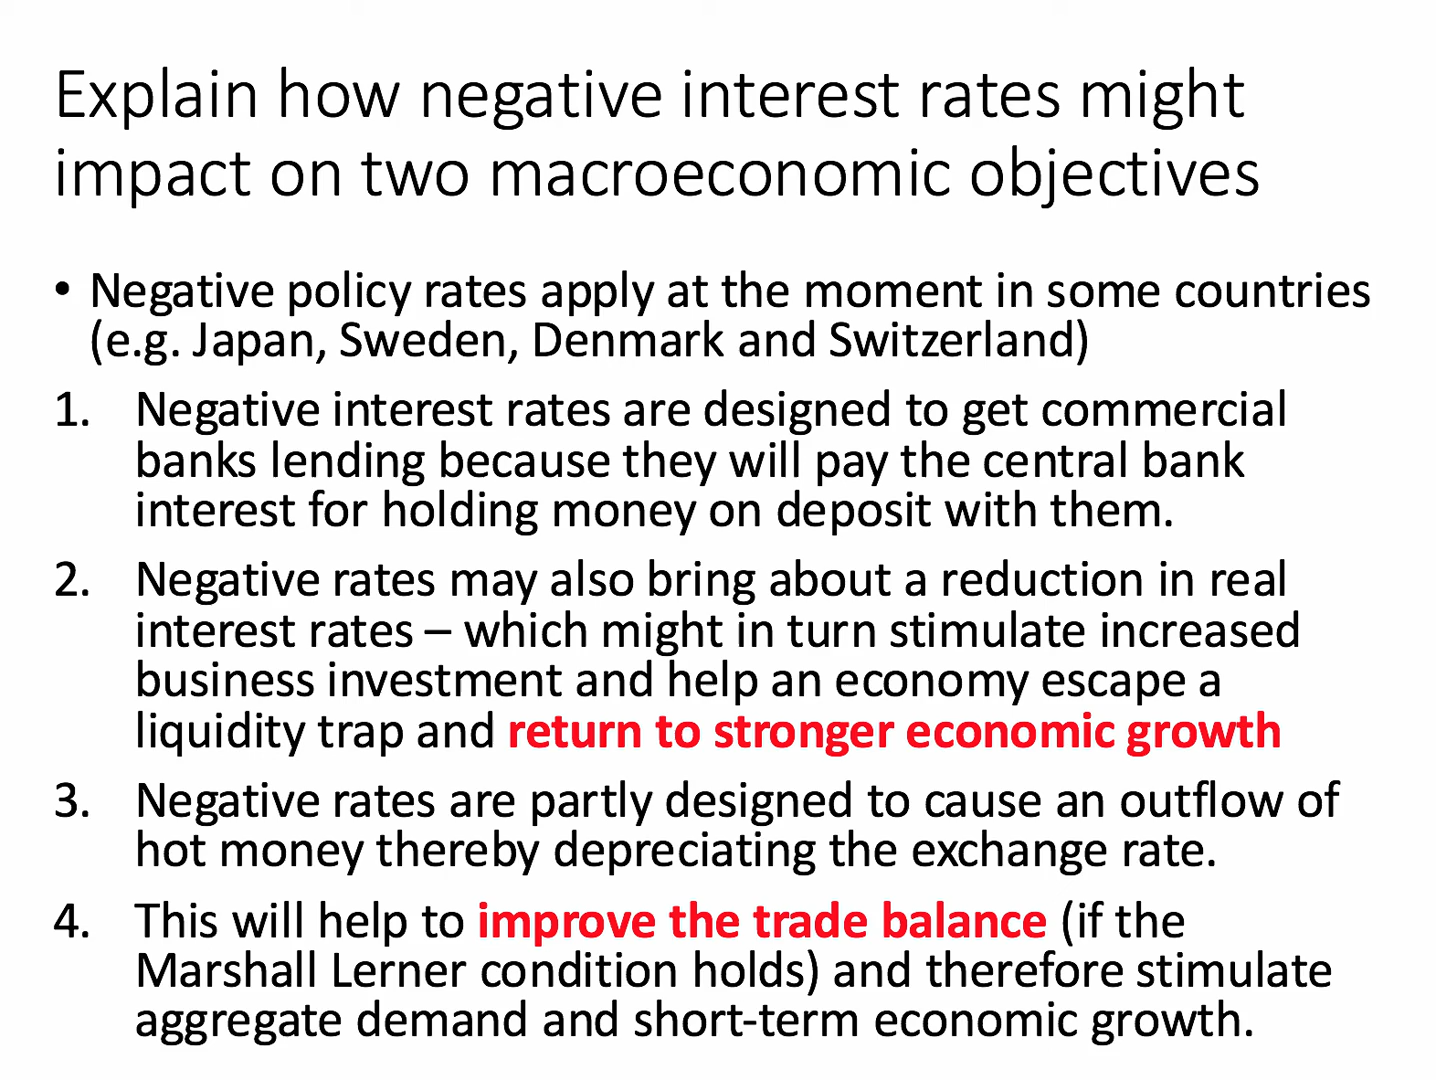 Explain how negative interest rates might
impact on two macroeconomic objectives
• Negative policy rates apply at the moment in some countries
(e.g. Japan, Sweden, Denmark and Switzerland)
1. Negative interest rates are designed to get commercial
banks lending because they will pay the central bank
interest for holding money on deposit with them.
2. Negative rates may also bring about a reduction in real
interest rates – which might in turn stimulate increased
business investment and help an economy escape a
liquidity trap and return to stronger economic growth
3. Negative rates are partly designed to cause an outflow of
hot money thereby depreciating the exchange rate.
4. This will help to improve the trade balance (if the
Marshall Lerner condition holds) and therefore stimulate
aggregate demand and short-term economic growth.